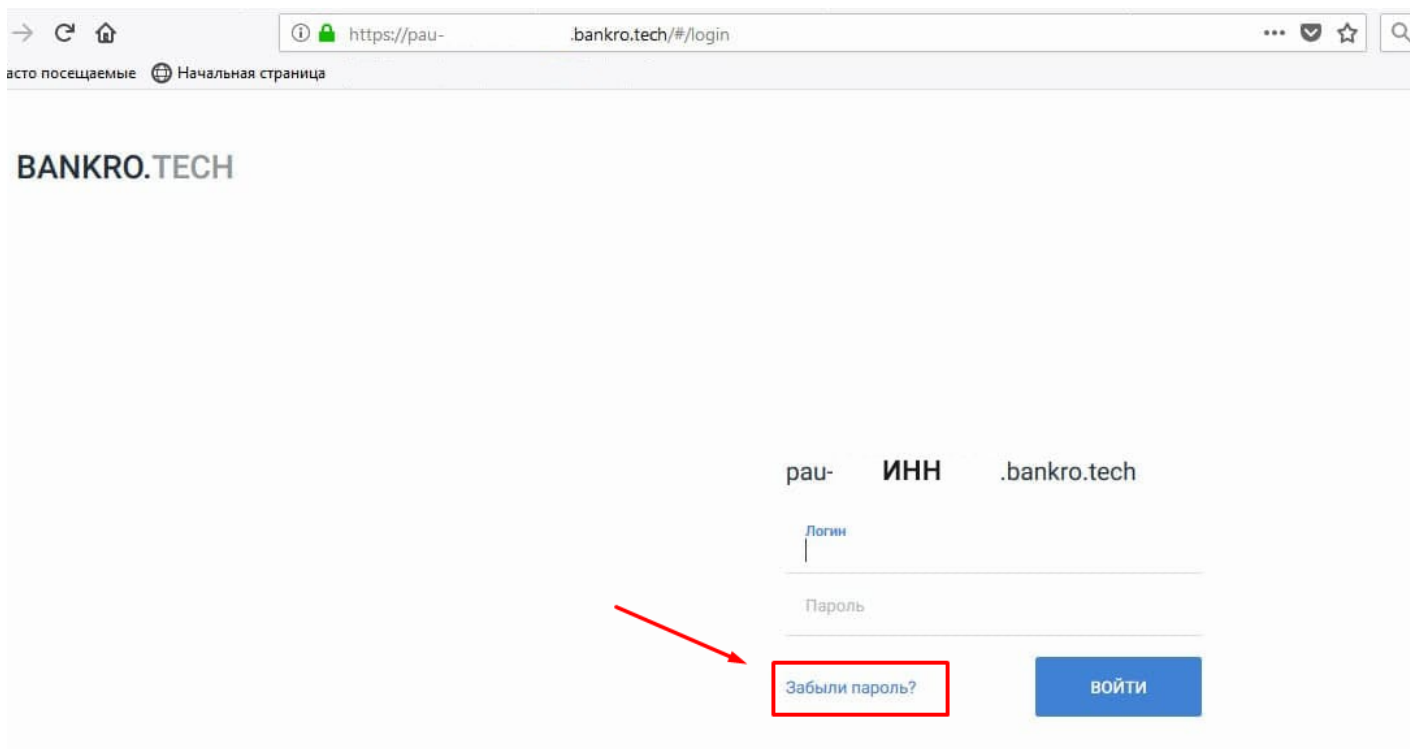 https://pau- .bankro.tech/#/login
асто посещаемые Начальная страница
BANKRO.TECH
pau- ИНН .bankro.tech
Логин
Пароль
Забыли пароль? ВОЙТИ